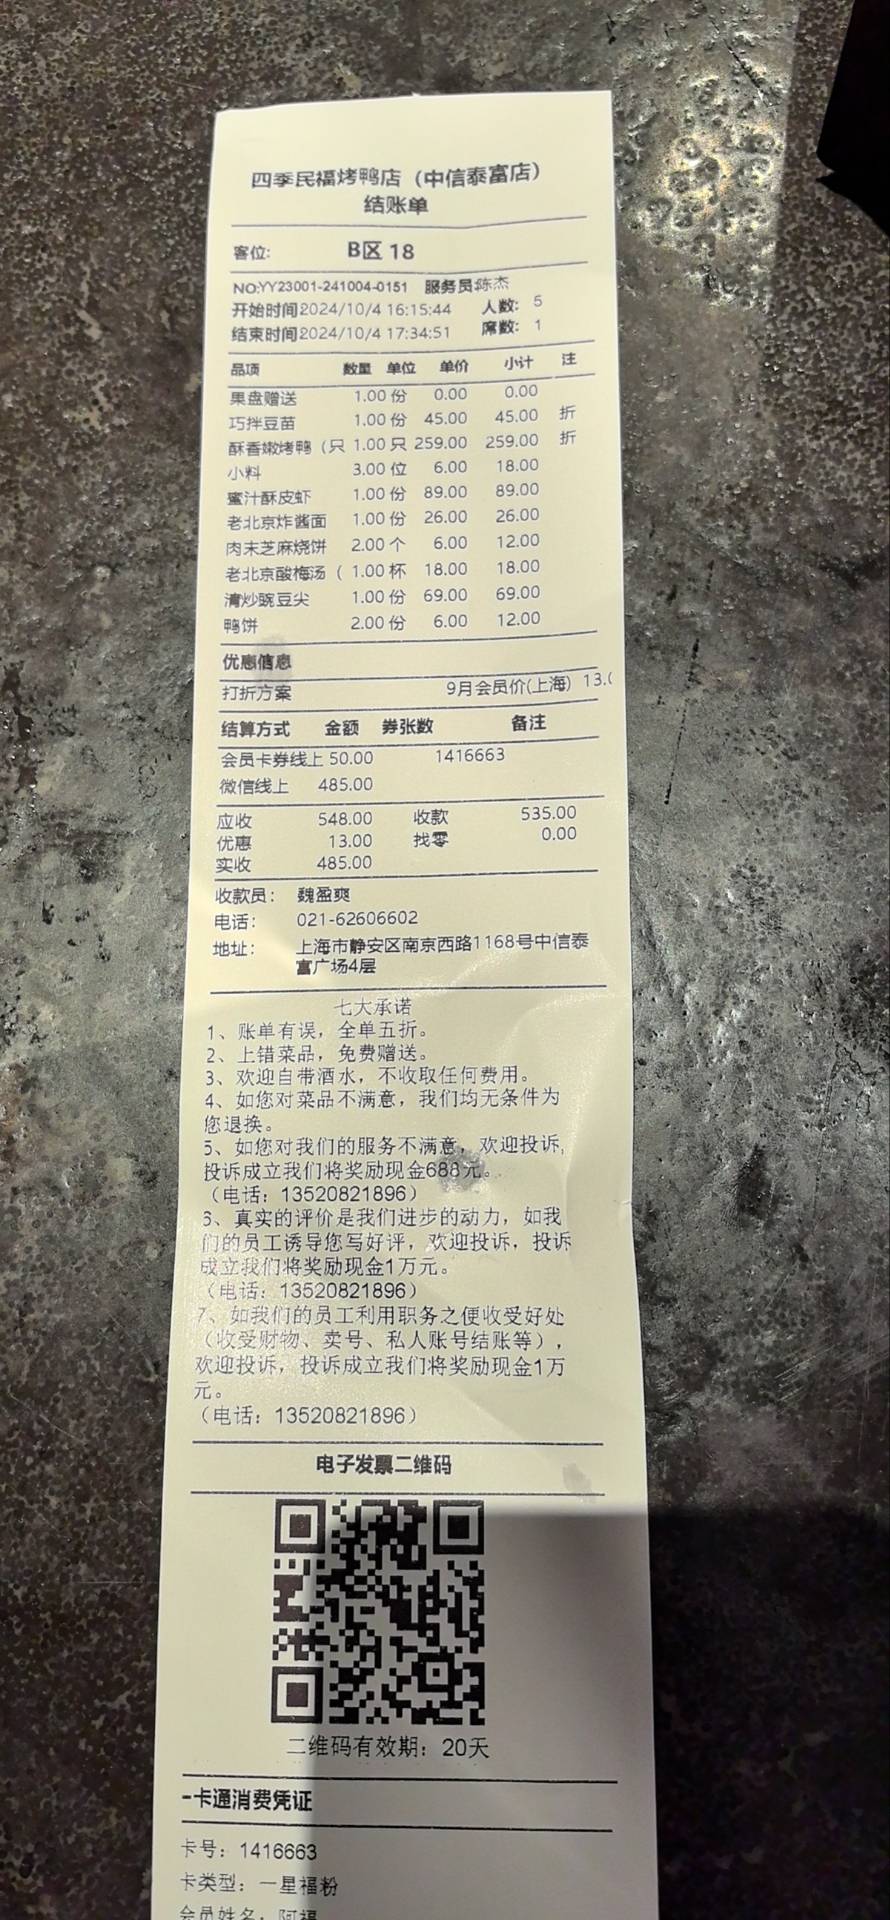 四季民福烤鸭店（中信泰富店）
结账单
客位： B区 18
NO:YY23001-241004-0151 服务员:陈杰
开始时间2024/10/4 16:15:44 人数： 5
结束时间2024/10/4 17:34:51 席数： 1
品项 数量 单位 单价 小计 注
果盘赠送 1.00 份 0.00 0.00
巧拌豆苗 1.00 份 45.00 45.00 折
酥香嫩烤鸭（只 1.00 只 259.00 259.00 折
小料 3.00 位 6.00 18.00
蜜汁酥皮虾 1.00 份 89.00 89.00
老北京炸酱面 1.00 份 26.00 26.00
肉末芝麻烧饼 2.00 个 6.00 12.00
老北京酸梅汤（ 1.00 杯 18.00 18.00
清炒豌豆尖 1.00 份 69.00 69.00
鸭饼 2.00 份 6.00 12.00
优惠信息
打折方案 9月会员价(上海) 13.0
结算方式 金额 券张数 备注
会员卡券线上 50.00 1416663
微信线上 485.00
应收 548.00 收款 535.00
优惠 13.00 找零 0.00
实收 485.00
收款员： 魏盈爽
电话： 021-62606602
地址： 上海市静安区南京西路1168号中信泰
富广场4层
七大承诺
1、账单有误，全单五折。
2、上错菜品，免费赠送。
3、欢迎自带酒水，不收取任何费用。
4、如您对菜品不满意，我们均无条件为
您退换。
5、如您对我们的服务不满意，欢迎投诉,
投诉成立我们将奖励现金688元。
（电话：13520821896）
6、真实的评价是我们进步的动力，如我
们的员工诱导您写好评，欢迎投诉，投诉
成立我们将奖励现金1万元。
（电话：13520821896）
7、如我们的员工利用职务之便收受好处
（收受财物、卖号、私人账号结账等），
欢迎投诉，投诉成立我们将奖励现金1万
元。
（电话：13520821896）
电子发票二维码
二维码有效期：20天
一卡通消费凭证
卡号：1416663
卡类型：一星福粉
会员姓名：阿福